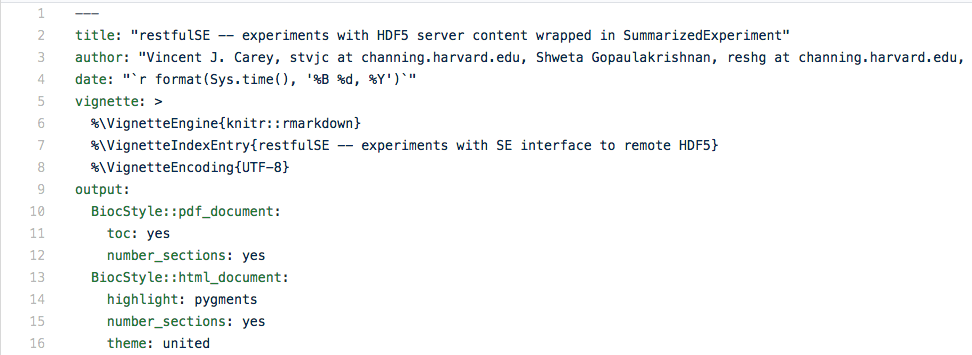 1 ---
2 title: "restfulSE -- experiments with HDF5 server content wrapped in SummarizedExperiment"
3 author: "Vincent J. Carey, stvjc at channing.harvard.edu, Shweta Gopaulakrishnan, reshg at channing.harvard.edu,
4 date: "`r format(Sys.time(), '%B %d, %Y')`"
5 vignette: >
6   %\VignetteEngine{knitr::rmarkdown}
7   %\VignetteIndexEntry{restfulSE -- experiments with SE interface to remote HDF5}
8   %\VignetteEncoding{UTF-8}
9 output:
10   BiocStyle::pdf_document:
11     toc: yes
12     number_sections: yes
13   BiocStyle::html_document:
14     highlight: pygments
15     number_sections: yes
16     theme: united